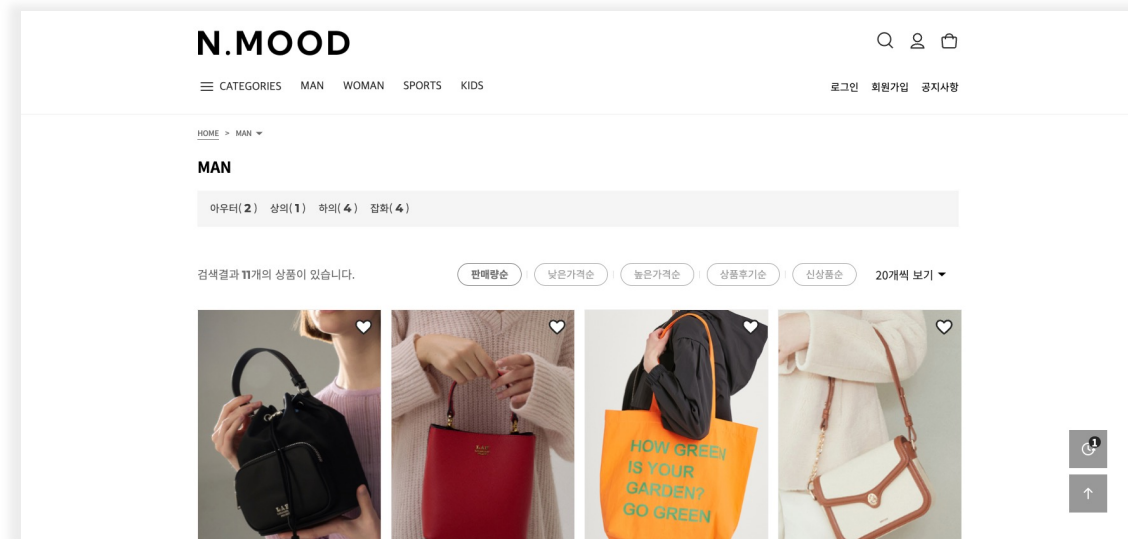 N.MOOD
CATEGORIES MAN WOMAN SPORTS KIDS
로그인 회원가입 공지사항
HOME > MAN
MAN
아우터( 2 ) 상의( 1 ) 하의( 4 ) 잡화( 4 )
검색결과 11개의 상품이 있습니다.
판매량순 낮은가격순 높은가격순 상품후기순 신상품순 20개씩 보기
HOW GREEN
IS YOUR
GARDEN?
GO GREEN
1